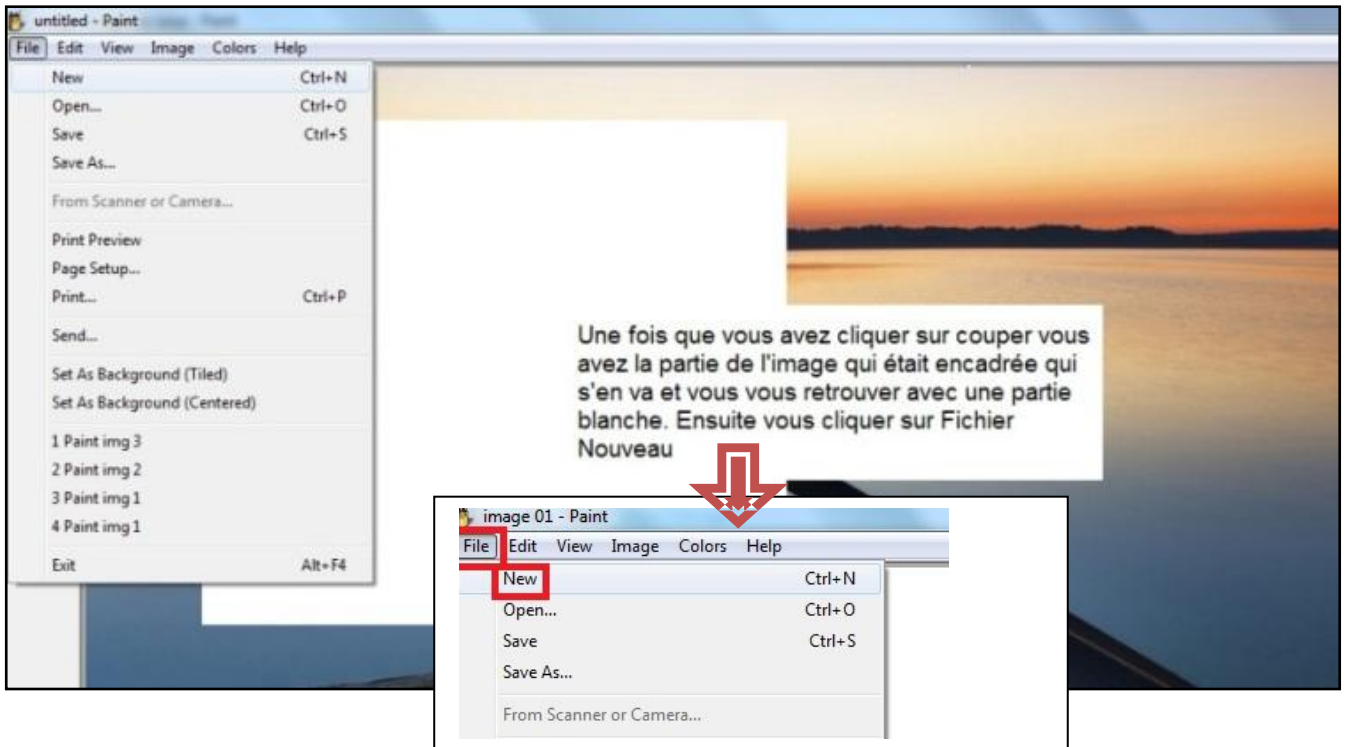 untitled - Paint
File Edit View Image Colors Help
New Ctrl+N
Open... Ctrl+O
Save Ctrl+S
Save As...
From Scanner or Camera...
Print Preview
Page Setup...
Print... Ctrl+P
Send...
Set As Background (Tiled)
Set As Background (Centered)
1 Paint img 3
2 Paint img 2
3 Paint img 1
4 Paint img 1
Exit Alt+F4
Une fois que vous avez cliquer sur couper vous
avez la partie de l'image qui était encadrée qui
s'en va et vous vous retrouver avec une partie
blanche. Ensuite vous cliquer sur Fichier
Nouveau
image 01 - Paint
File Edit View Image Colors Help
New Ctrl+N
Open... Ctrl+O
Save Ctrl+S
Save As...
From Scanner or Camera...